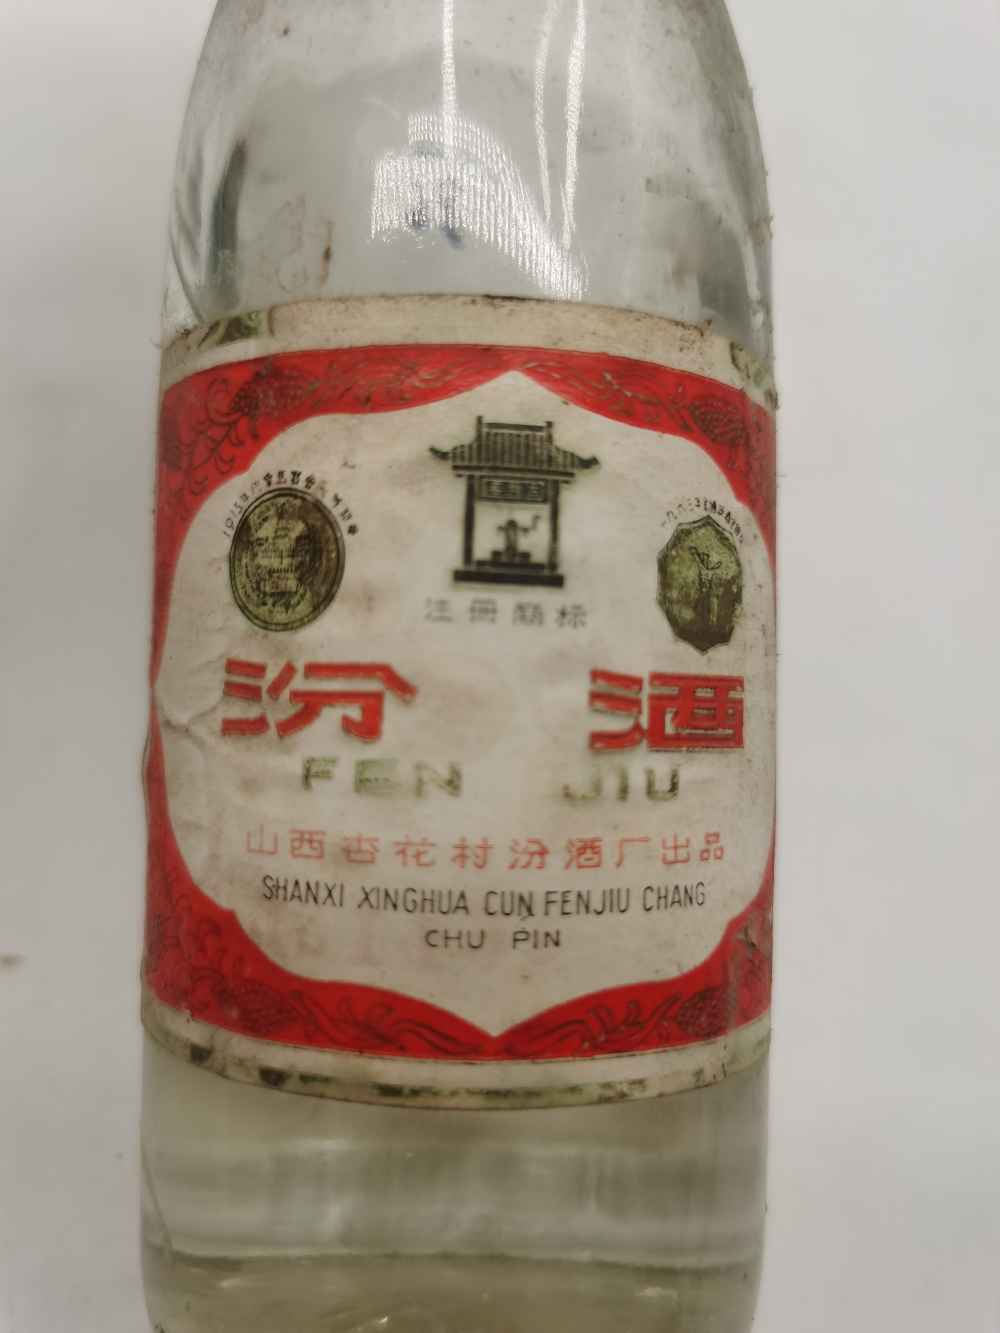 注册商标
汾酒
FEN JIU
山西杏花村汾酒厂出品
SHANXI XINGHUA CUN FENJIU CHANG
CHU PIN